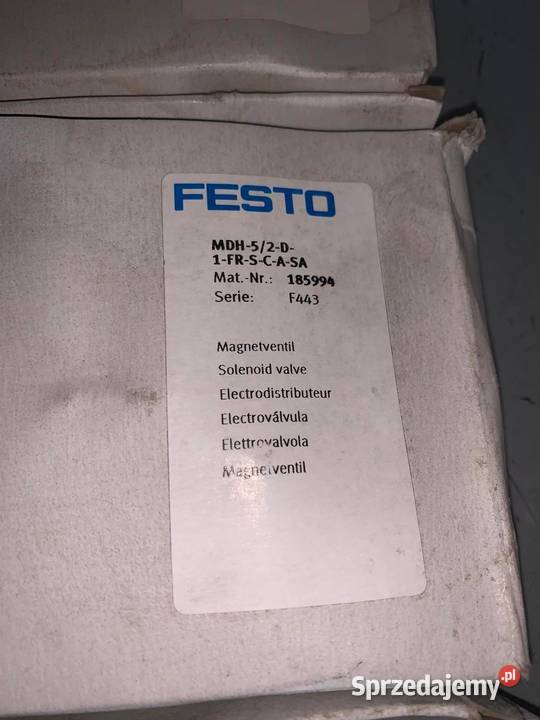 FESTO
MDH-5/2-D-
1-FR-S-C-A-SA
Mat.-Nr.: 185994
Serie: F443
Magnetventil
Solenoid valve
Electrodistributeur
Electroválvula
Elettrovalvola
Magnetventil
Sprzedajemy.pl